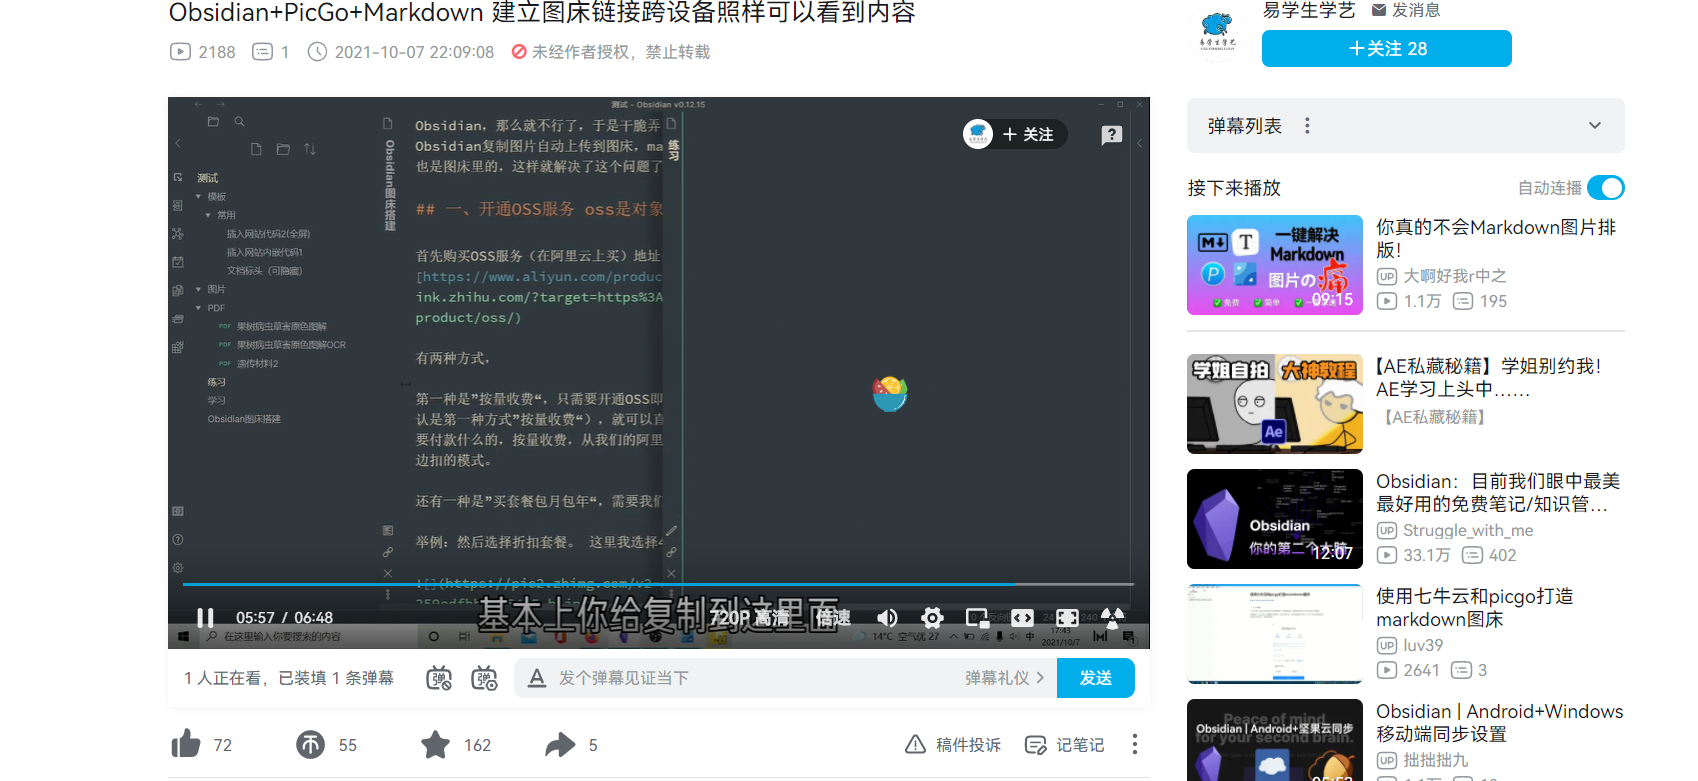 Obsidian+PicGo+Markdown 建立图床链接跨设备照样可以看到内容
2188 1 2021-10-07 22:09:08 未经作者授权，禁止转载
测试 - Obsidian v0.12.15
测试
模板
常用
插入网站代码2(全屏)
插入网站内嵌代码1
文档标头（可隐藏）
图片
PDF
PDF 果树病虫草害原色图解
PDF 果树病虫草害原色图解OCR
PDF 遗传材料2
练习
学习
Obsidian图床搭建
Obsidian图床搭建
Obsidian，那么就不行了，于是干脆弄
Obsidian复制图片自动上传到图床，ma
也是图床里的，这样就解决了这个问题了
## 一、开通OSS服务 oss是对象
首先购买OSS服务（在阿里云上买）地址
[https://www.aliyun.com/produc
ink.zhihu.com/?target=https%3A
product/oss/)
有两种方式，
第一种是”按量收费“，只需要开通OSS即
认是第一种方式”按量收费“），就可以直
要付款什么的，按量收费，从我们的阿里
边扣的模式。
还有一种是”买套餐包月包年“，需要我们
举例：然后选择折扣套餐。 这里我选择4
![](https://pic2.zhimg.com/v2-
练习
+ 关注
基本上你给复制到这里面
05:57 / 06:48
720P 高清
倍速
在这里输入你要搜索的内容
14°C 空气优 27
中
17:43
2021/10/7
1 人正在看，已装填 1 条弹幕
发个弹幕见证当下
弹幕礼仪
发送
72
55
162
5
稿件投诉
记笔记
易学生学艺
发消息
易学生学艺
+关注 28
弹幕列表
接下来播放
自动连播
M↓ T
一键解决
Markdown
图片の痛
免费 简单
09:15
你真的不会Markdown图片排
版！
UP 大啊好我r中之
1.1万 195
学姐自拍 大神教程
Ae
【AE私藏秘籍】学姐别约我！
AE学习上头中……
【AE私藏秘籍】
Obsidian
你的第二个大脑
12:07
Obsidian：目前我们眼中最美
最好用的免费笔记/知识管…
UP Struggle_with_me
33.1万 402
使用七牛云和picgo打造
markdown图床
UP luv39
2641 3
Peace of mind
Obsidian | Android+坚果云同步
for your second brain.
Obsidian | Android+Windows
移动端同步设置
UP 拙拙拙九